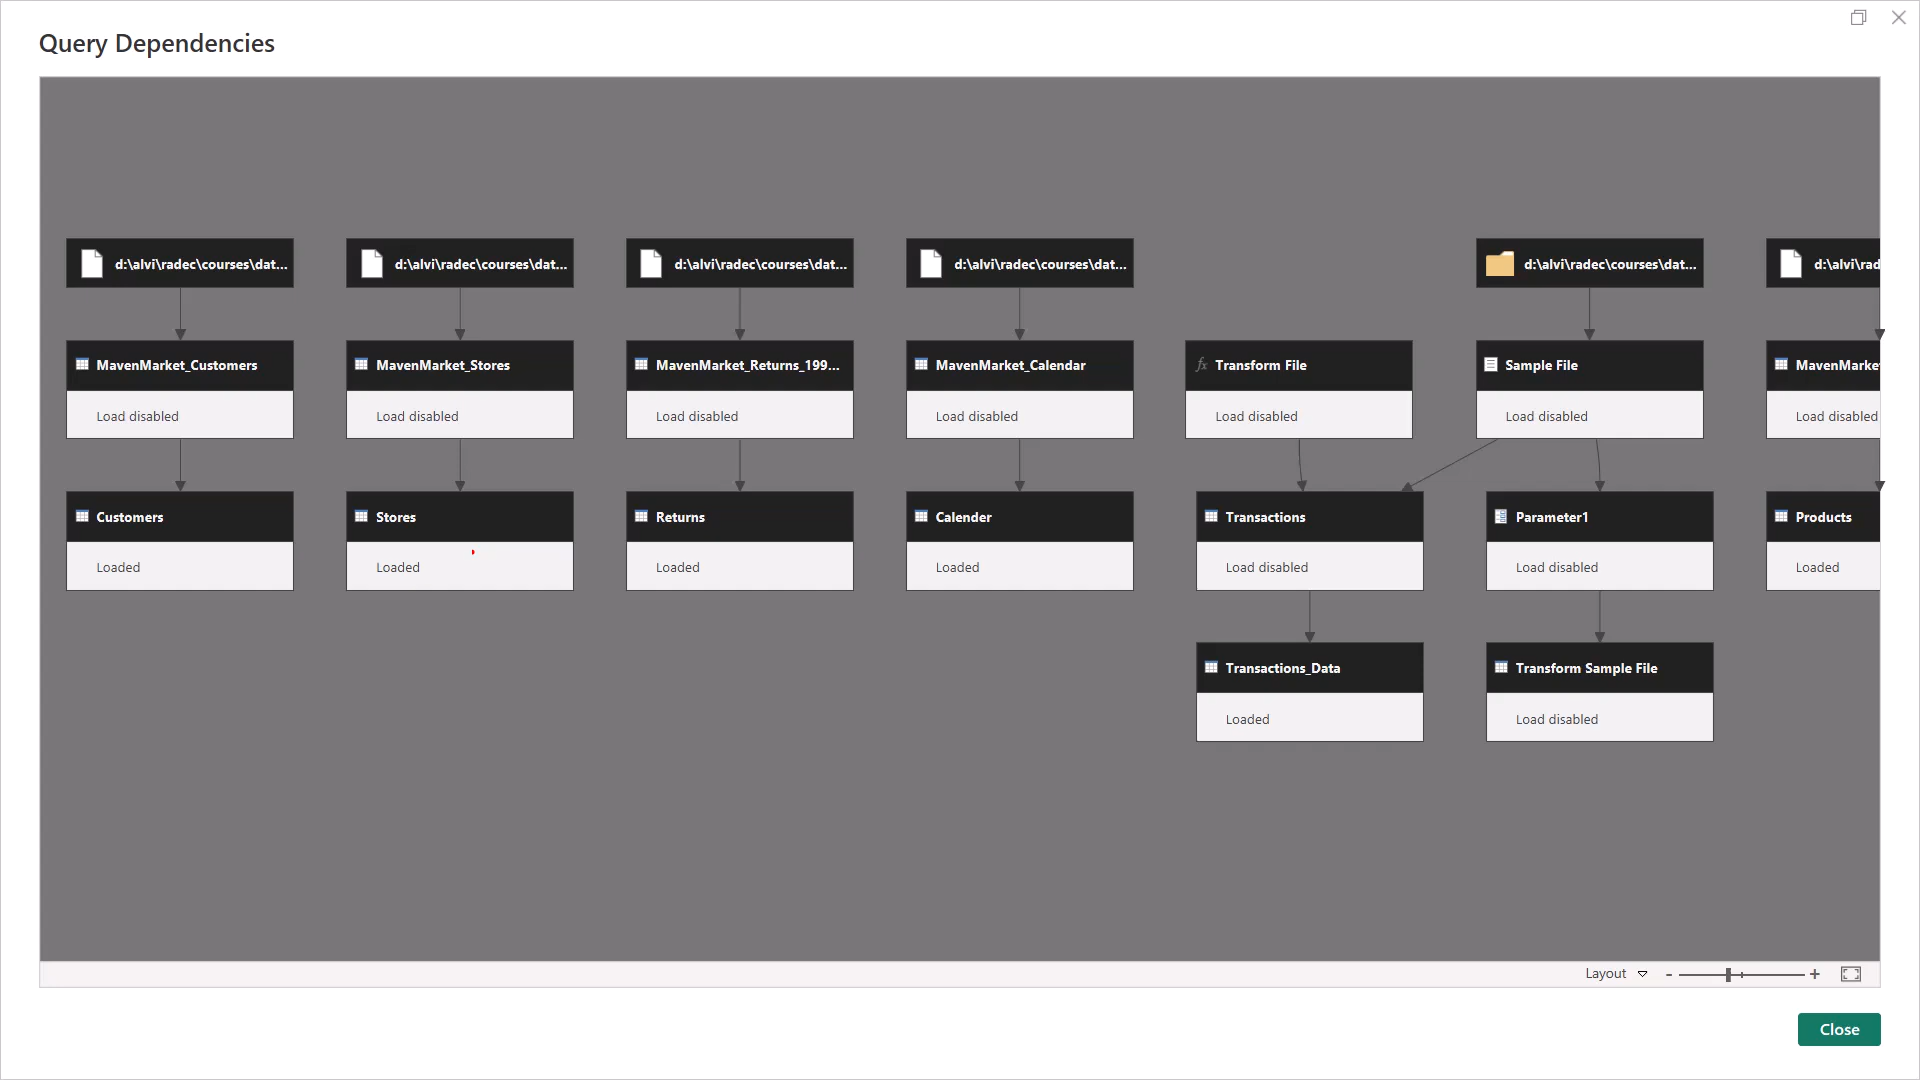 Query Dependencies
d:\alvi\radec\courses\dat...
d:\alvi\radec\courses\dat...
d:\alvi\radec\courses\dat...
d:\alvi\radec\courses\dat...
d:\alvi\radec\courses\dat...
d:\alvi\rad
MavenMarket_Customers
MavenMarket_Stores
MavenMarket_Returns_199...
MavenMarket_Calendar
fx Transform File
Sample File
MavenMarke
Load disabled
Load disabled
Load disabled
Load disabled
Load disabled
Load disabled
Load disabled
Customers
Stores
Returns
Calender
Transactions
Parameter1
Products
Loaded
Loaded
Loaded
Loaded
Load disabled
Load disabled
Loaded
Transactions_Data
Transform Sample File
Loaded
Load disabled
Layout
- +
Close